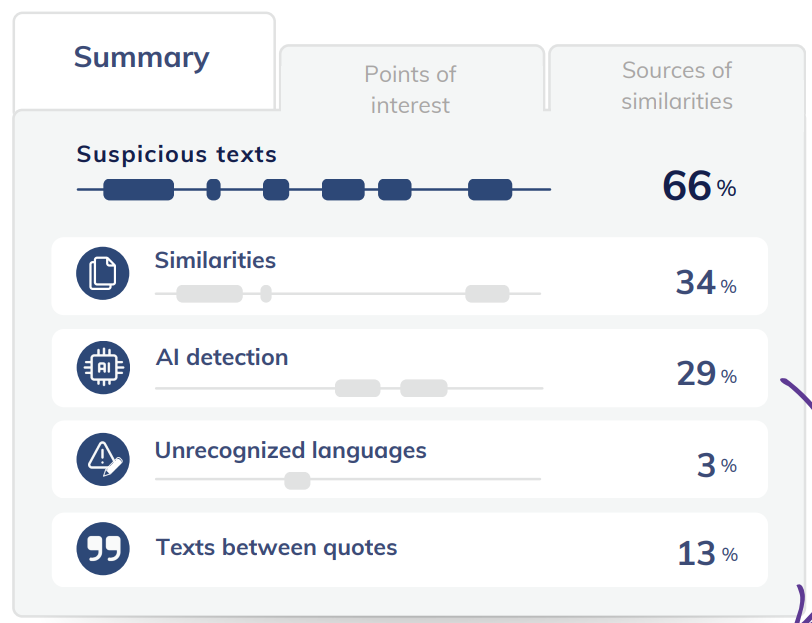 Summary
Points of
interest
Sources of
similarities
Suspicious texts
66 %
Similarities
34 %
AI
AI detection
29 %
Unrecognized languages
3 %
Texts between quotes
13 %